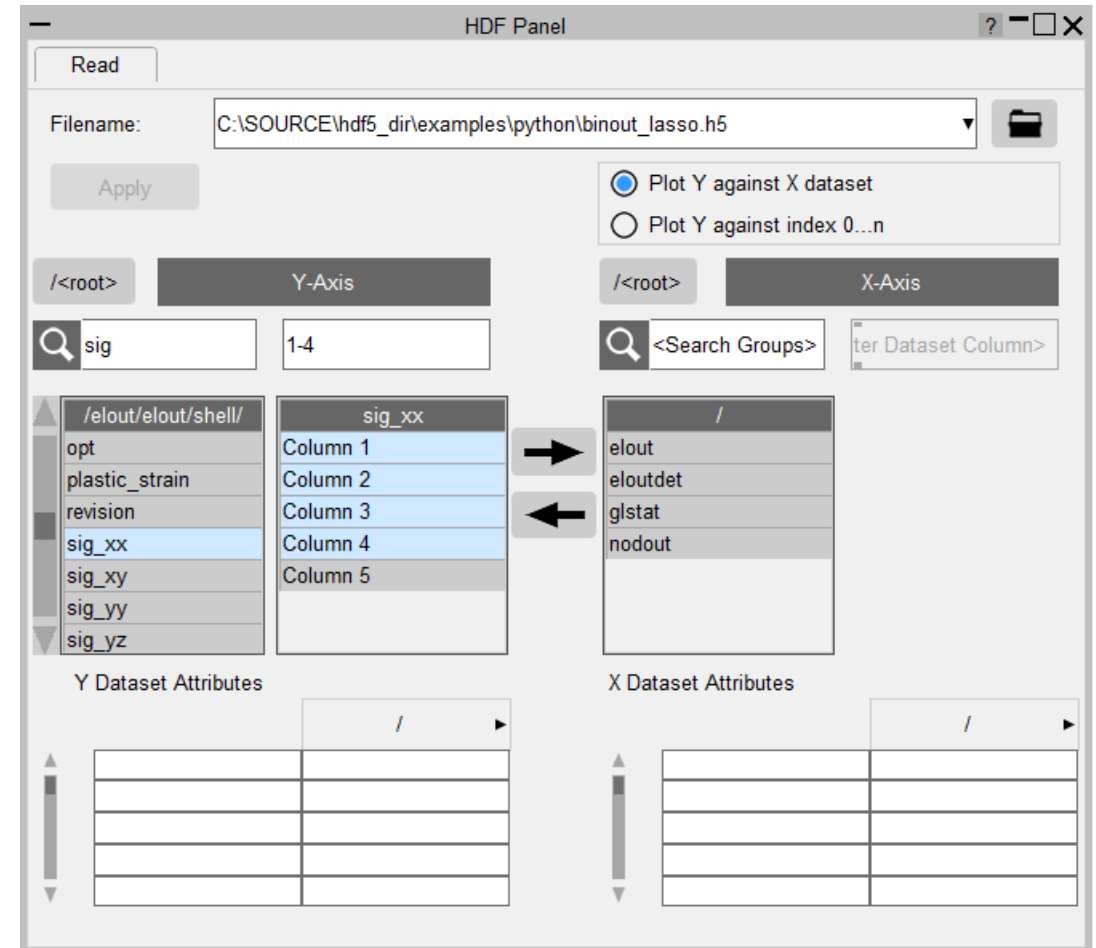 HDF Panel ?
Read
Filename: C:\SOURCE\hdf5_dir\examples\python\binout_lasso.h5
Apply
Plot Y against X dataset
Plot Y against index 0...n
/<root> Y-Axis /<root> X-Axis
sig 1-4 <Search Groups> ter Dataset Column>
/elout/elout/shell/ sig_xx /
opt Column 1 elout
plastic_strain Column 2 eloutdet
revision Column 3 glstat
sig_xx Column 4 nodout
sig_xy Column 5
sig_yy
sig_yz
Y Dataset Attributes X Dataset Attributes
/ /